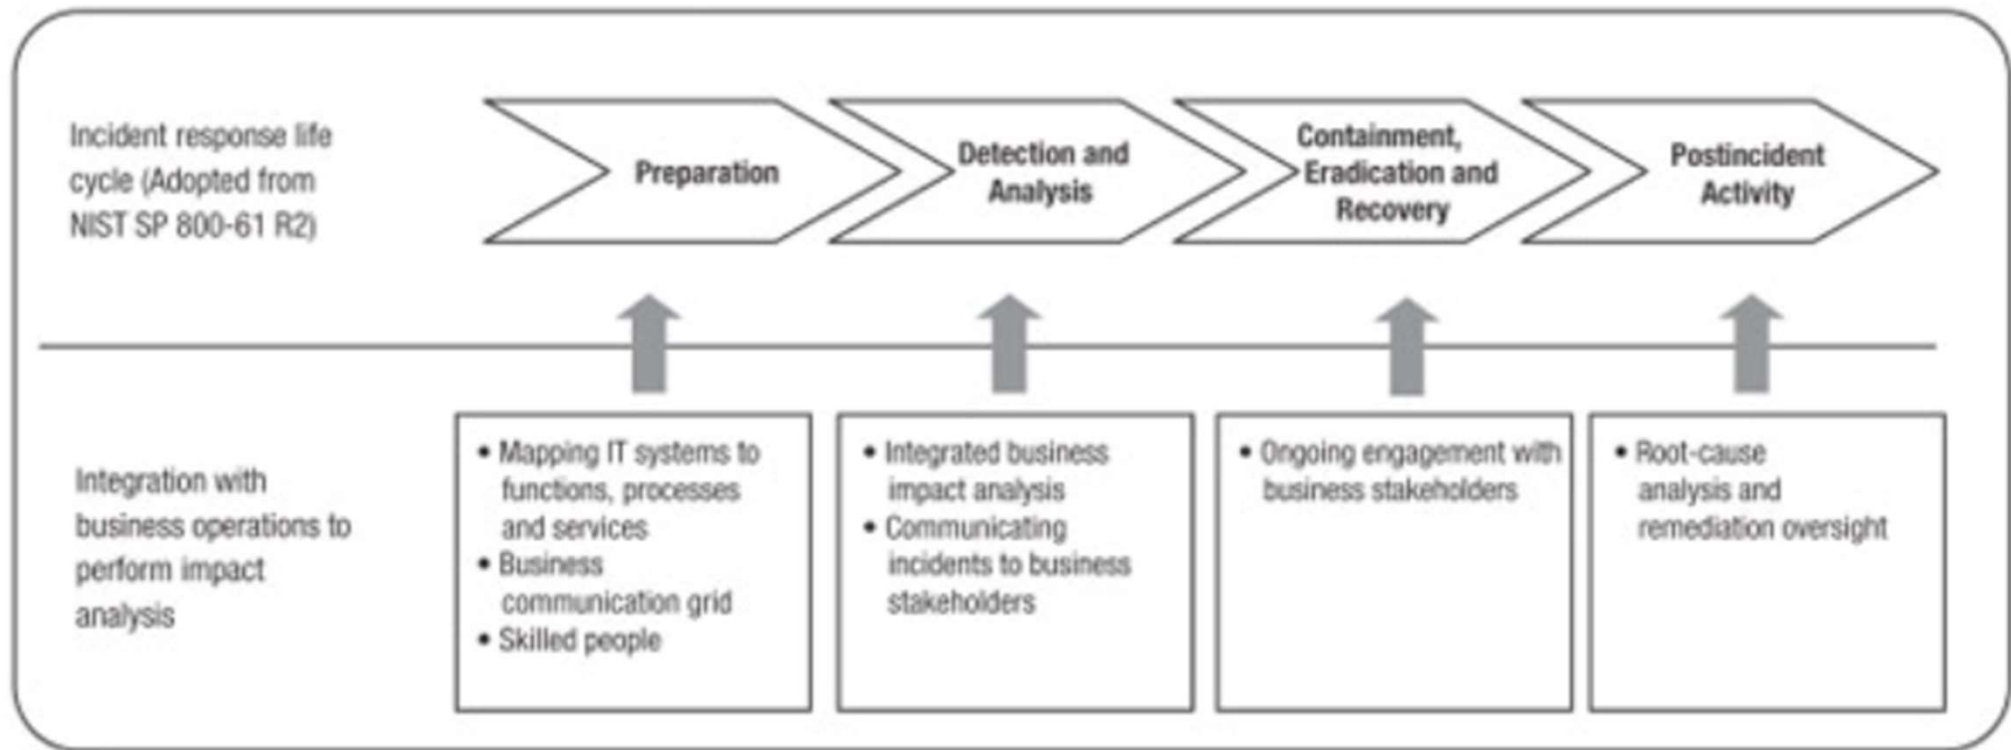 Incident response life
cycle (Adopted from
NIST SP 800-61 R2)
Preparation
Detection and
Analysis
Containment,
Eradication and
Recovery
Postincident
Activity
Integration with
business operations to
perform impact
analysis
• Mapping IT systems to
functions, processes
and services
• Business
communication grid
• Skilled people
• Integrated business
impact analysis
• Communicating
incidents to business
stakeholders
• Ongoing engagement with
business stakeholders
• Root-cause
analysis and
remediation oversight